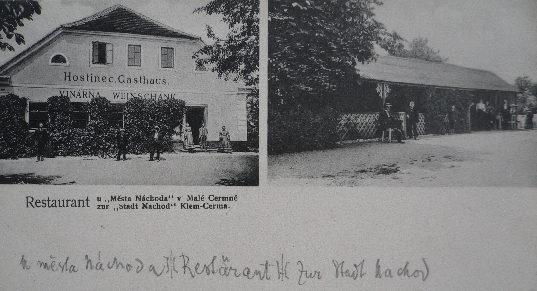 Hostinec. Gasthaus.
VINÁRNA WEINSCHANK
Restaurant u „Města Náchoda" v Malé Čermné
zur „Stadt Nachod" Klein-Cerma.
u města Náchoda Restaurant zur Stadt Nachod